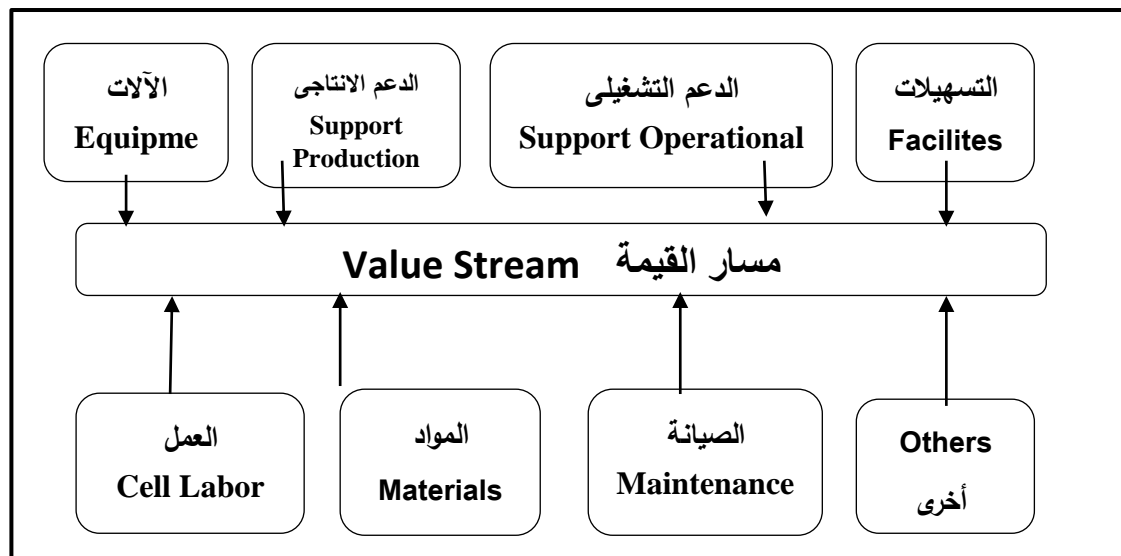 الآلات
Equipme
الدعم الانتاجى
Support
Production
الدعم التشغيلى
Support Operational
التسهيلات
Facilites
Value Stream مسار القيمة
العمل
Cell Labor
المواد
Materials
الصيانة
Maintenance
Others
أخرى